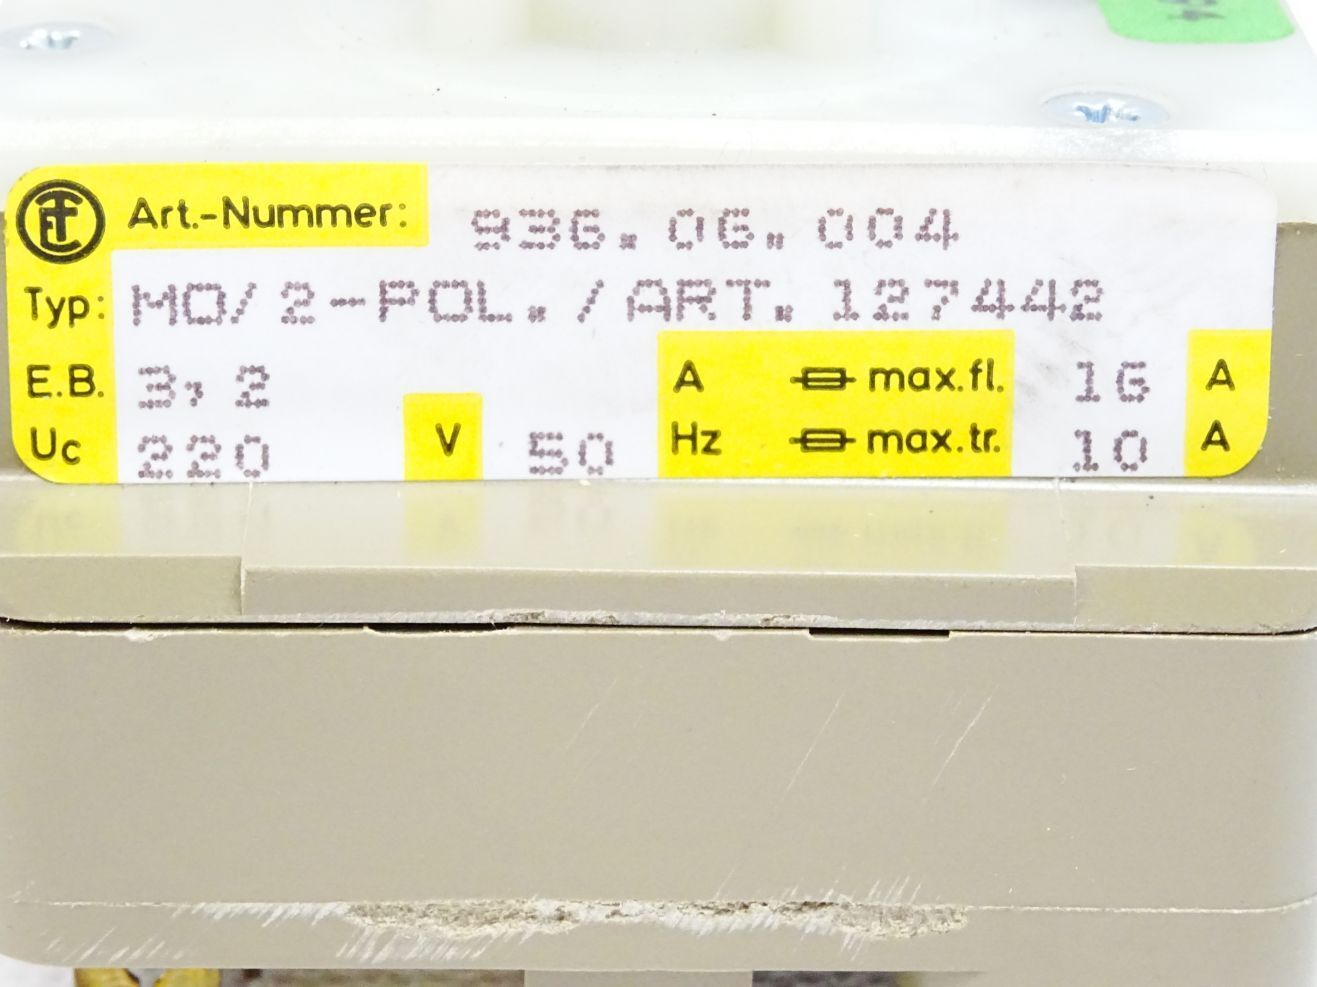 Art.-Nummer: 936.06.004
Typ: MO/2-POL./ART.127442
E.B. 3,2 A max.fl. 16 A
Uc 220 V 50 Hz max.tr. 10 A